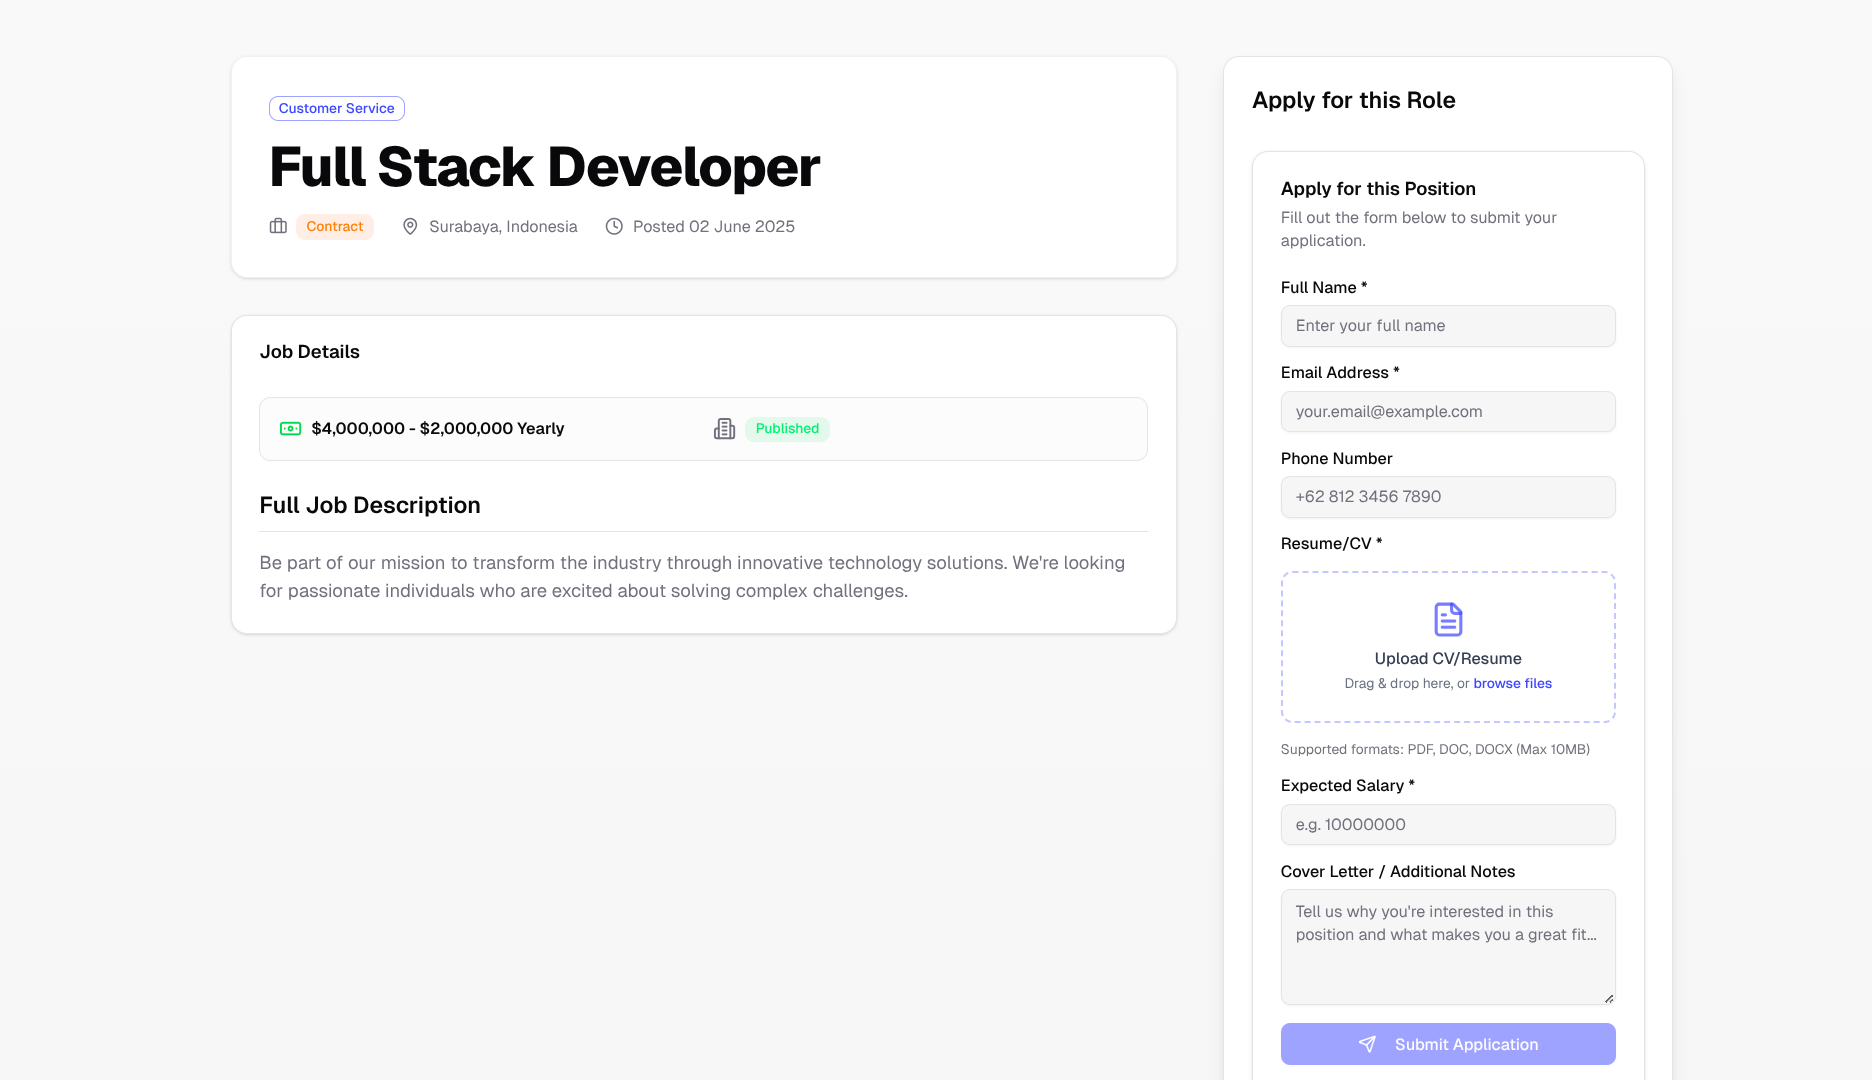 Customer Service
Full Stack Developer
Contract
Surabaya, Indonesia
Posted 02 June 2025
Job Details
$4,000,000 - $2,000,000 Yearly
Published
Full Job Description
Be part of our mission to transform the industry through innovative technology solutions. We're looking
for passionate individuals who are excited about solving complex challenges.
Apply for this Role
Apply for this Position
Fill out the form below to submit your
application.
Full Name *
Enter your full name
Email Address *
your.email@example.com
Phone Number
+62 812 3456 7890
Resume/CV *
Upload CV/Resume
Drag & drop here, or browse files
Supported formats: PDF, DOC, DOCX (Max 10MB)
Expected Salary *
e.g. 10000000
Cover Letter / Additional Notes
Tell us why you're interested in this
position and what makes you a great fit...
Submit Application